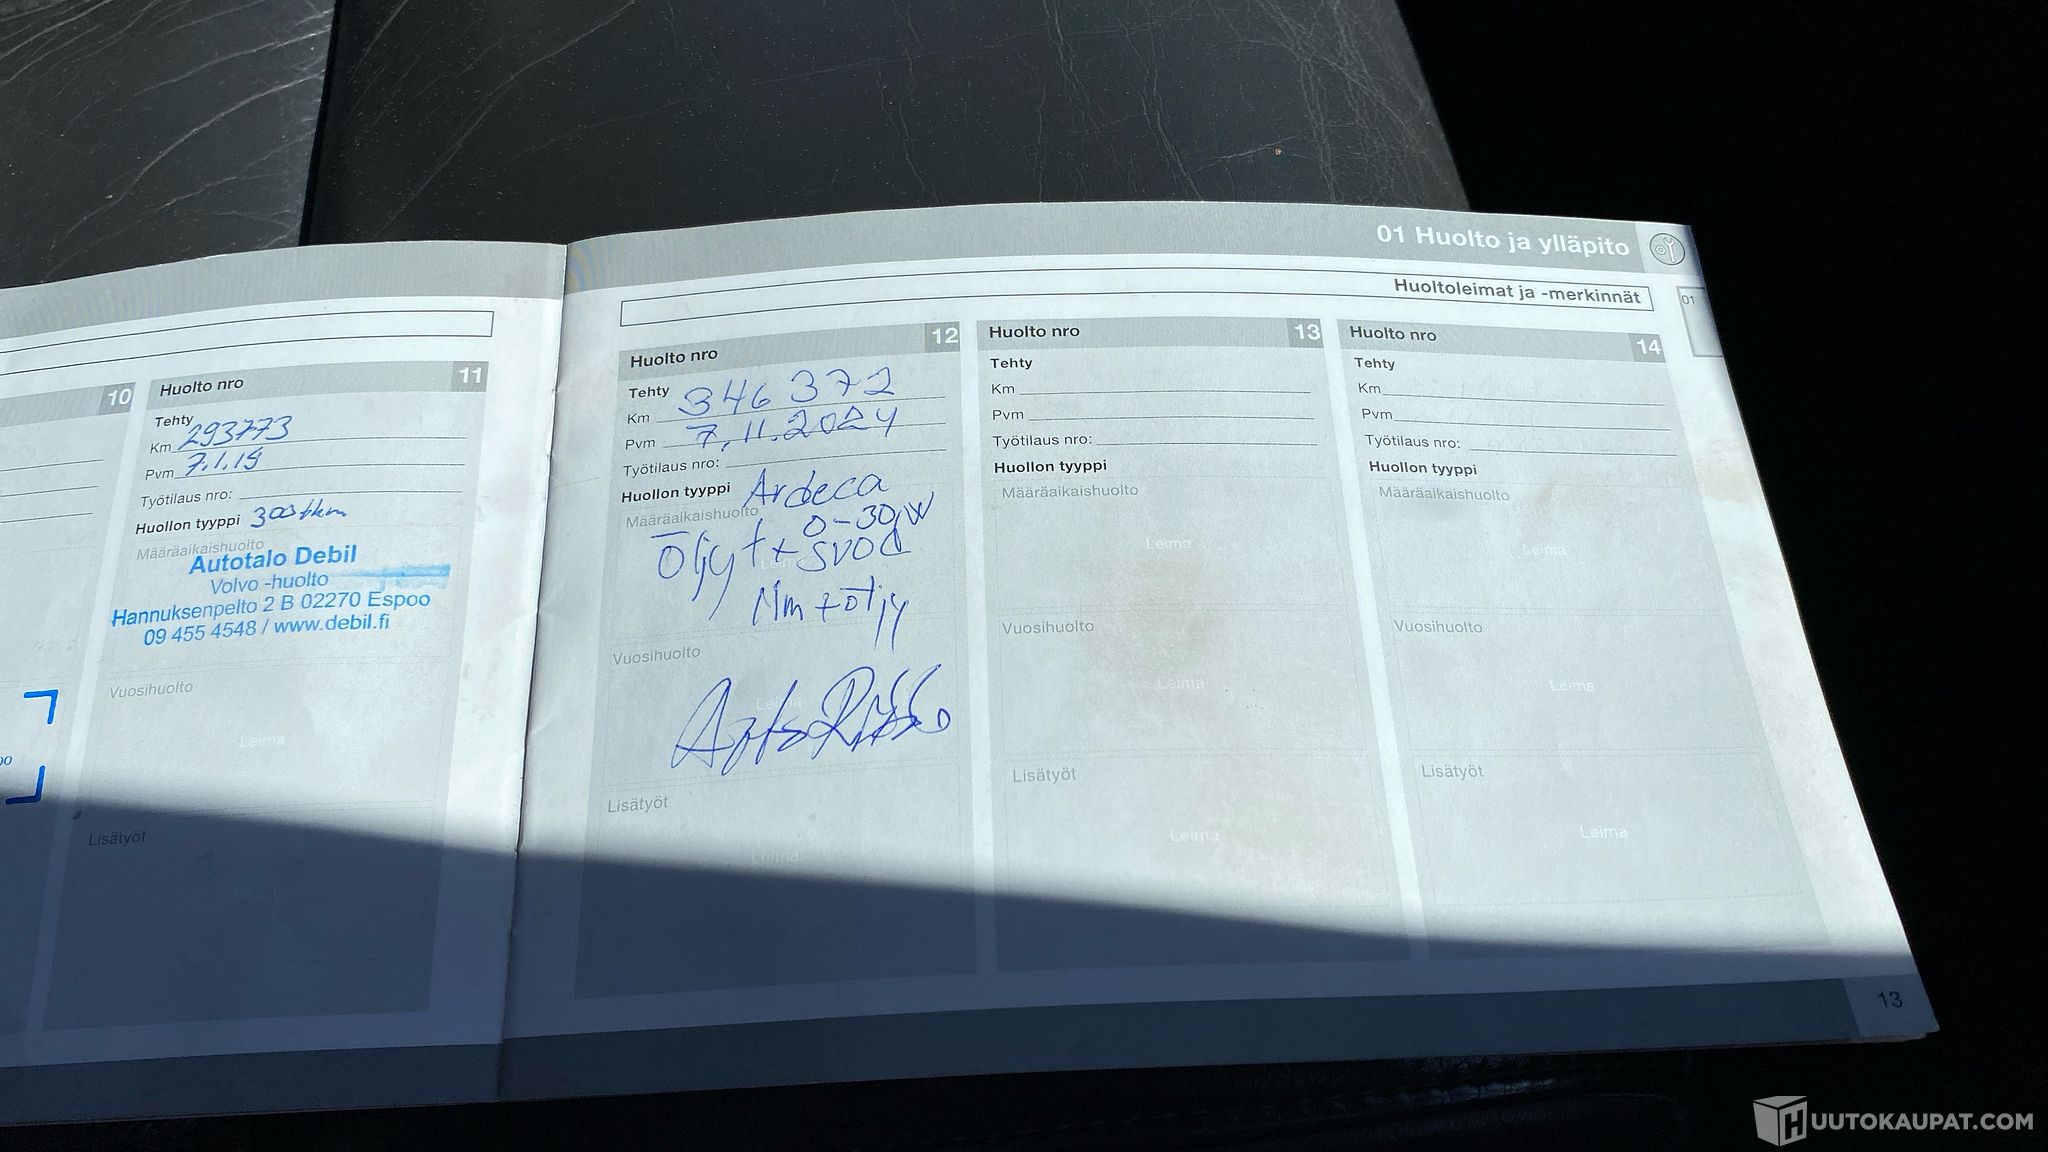 01 Huolto ja ylläpito
Huoltoleimat ja -merkinnät
01
10
Huolto nro 11
Tehty
Km 293773
Pvm 7.1.19
Työtilaus nro:
Huollon tyyppi 300tkm
Määräaikaishuolto
Autotalo Debil
Volvo -huolto
Hannuksenpelto 2 B 02270 Espoo
09 455 4548 / www.debil.fi
Vuosihuolto
Leima
Lisätyöt
Huolto nro 12
Tehty
Km 346 372
Pvm 7.11.2024
Työtilaus nro:
Huollon tyyppi Ardeca
Määräaikaishuolto
0-30W
Öljyt +
Leima
Vuosihuolto
Leima
Lisätyöt
Leima
Huolto nro 13
Tehty
Km
Pvm
Työtilaus nro:
Huollon tyyppi
Määräaikaishuolto
Leima
Vuosihuolto
Leima
Lisätyöt
Leima
Huolto nro 14
Tehty
Km
Pvm
Työtilaus nro:
Huollon tyyppi
Määräaikaishuolto
Leima
Vuosihuolto
Leima
Lisätyöt
Leima
13
HUUTOKAUPAT.COM